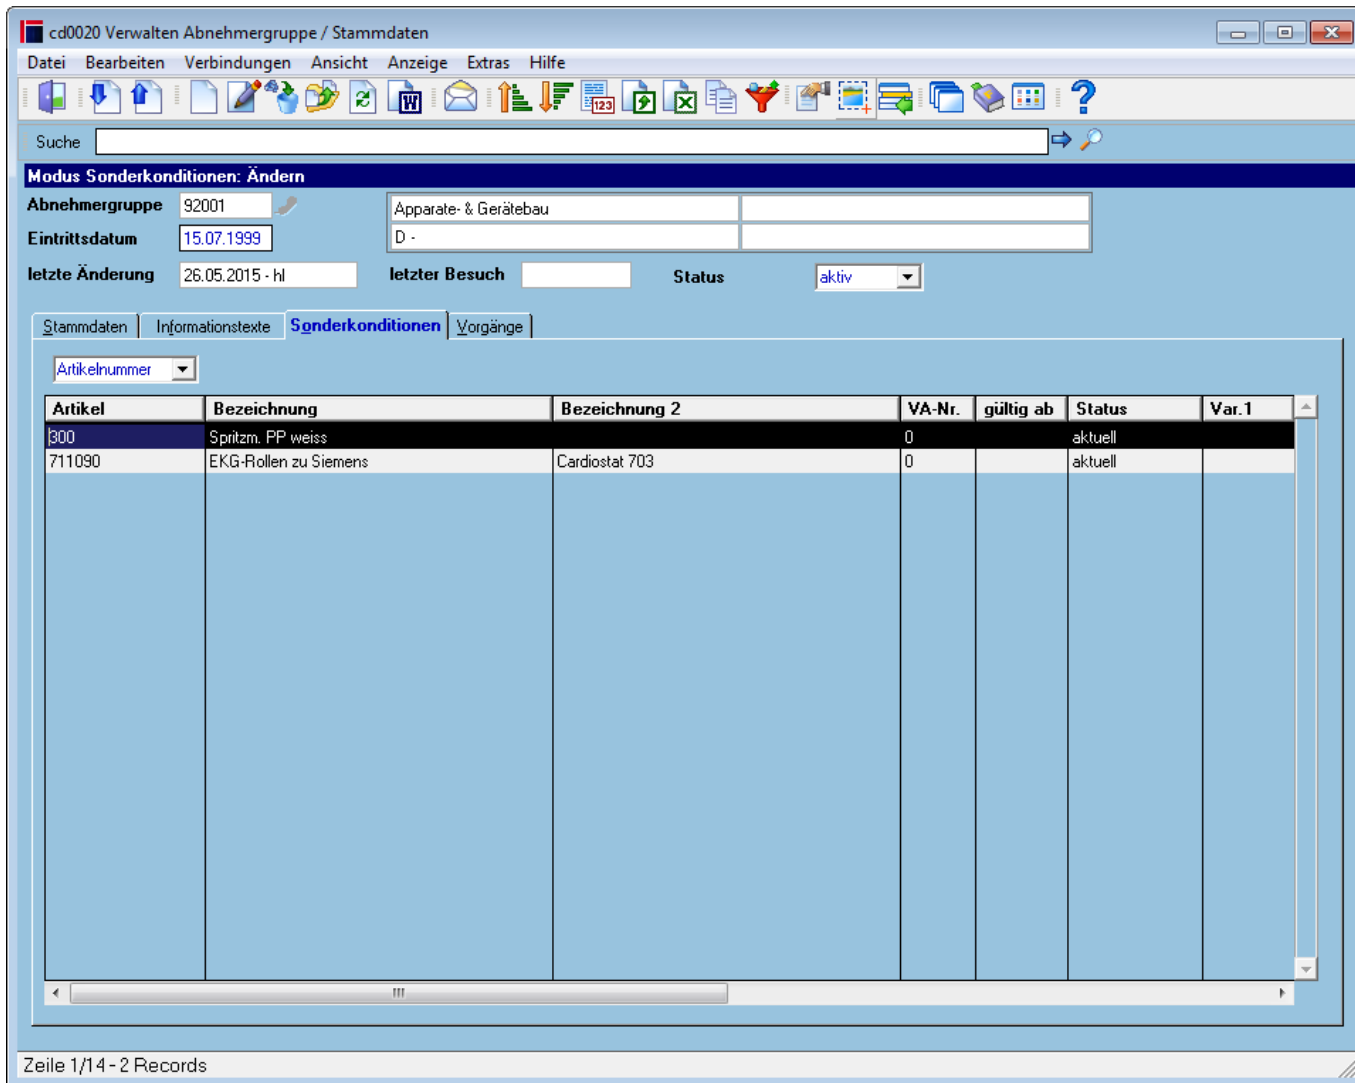 cd0020 Verwalten Abnehmergruppe / Stammdaten
Datei Bearbeiten Verbindungen Ansicht Anzeige Extras Hilfe
W 123
Suche
Modus Sonderkonditionen: Ändern
Abnehmergruppe 92001 Apparate- & Gerätebau
Eintrittsdatum 15.07.1999 D -
letzte Änderung 26.05.2015 - hl letzter Besuch Status aktiv
Stammdaten Informationstexte Sonderkonditionen Vorgänge
Artikelnummer
Artikel Bezeichnung Bezeichnung 2 VA-Nr. gültig ab Status Var.1
300 Spritzm. PP weiss 0 aktuell
711090 EKG-Rollen zu Siemens Cardiostat 703 0 aktuell
Zeile 1/14 - 2 Records